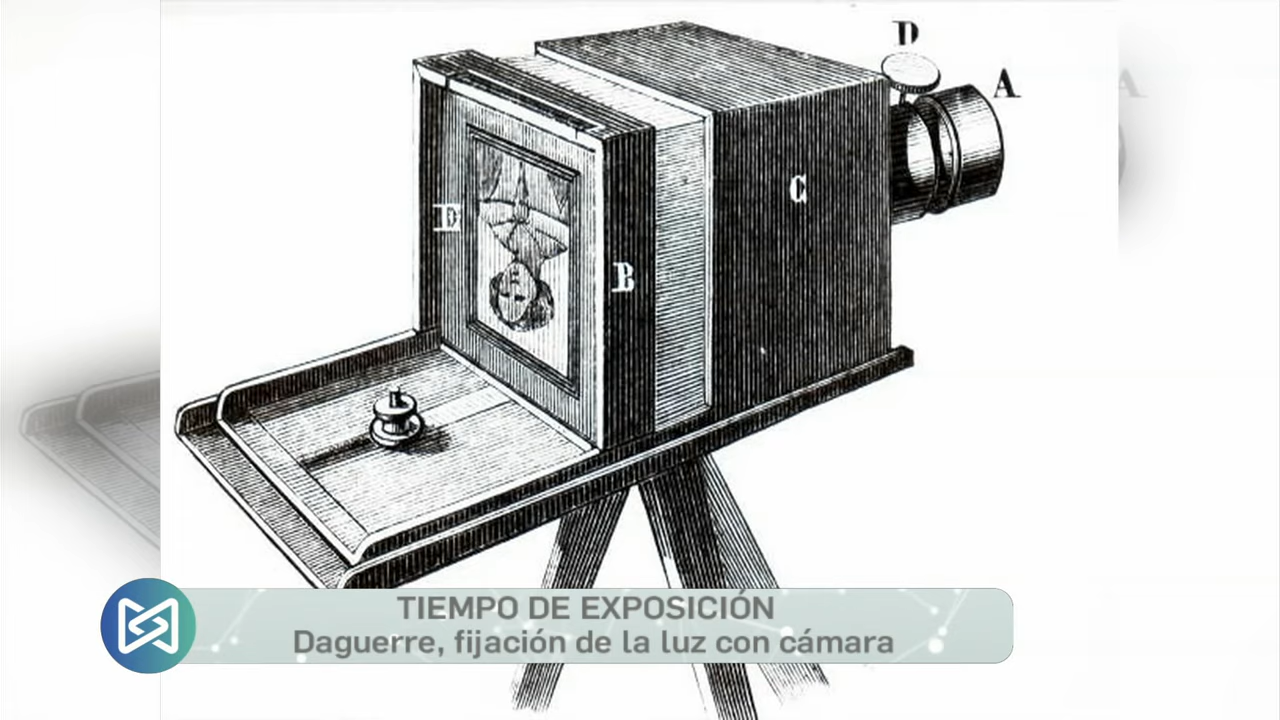 D
A
C
E
B
TIEMPO DE EXPOSICIÓN
Daguerre, fijación de la luz con cámara